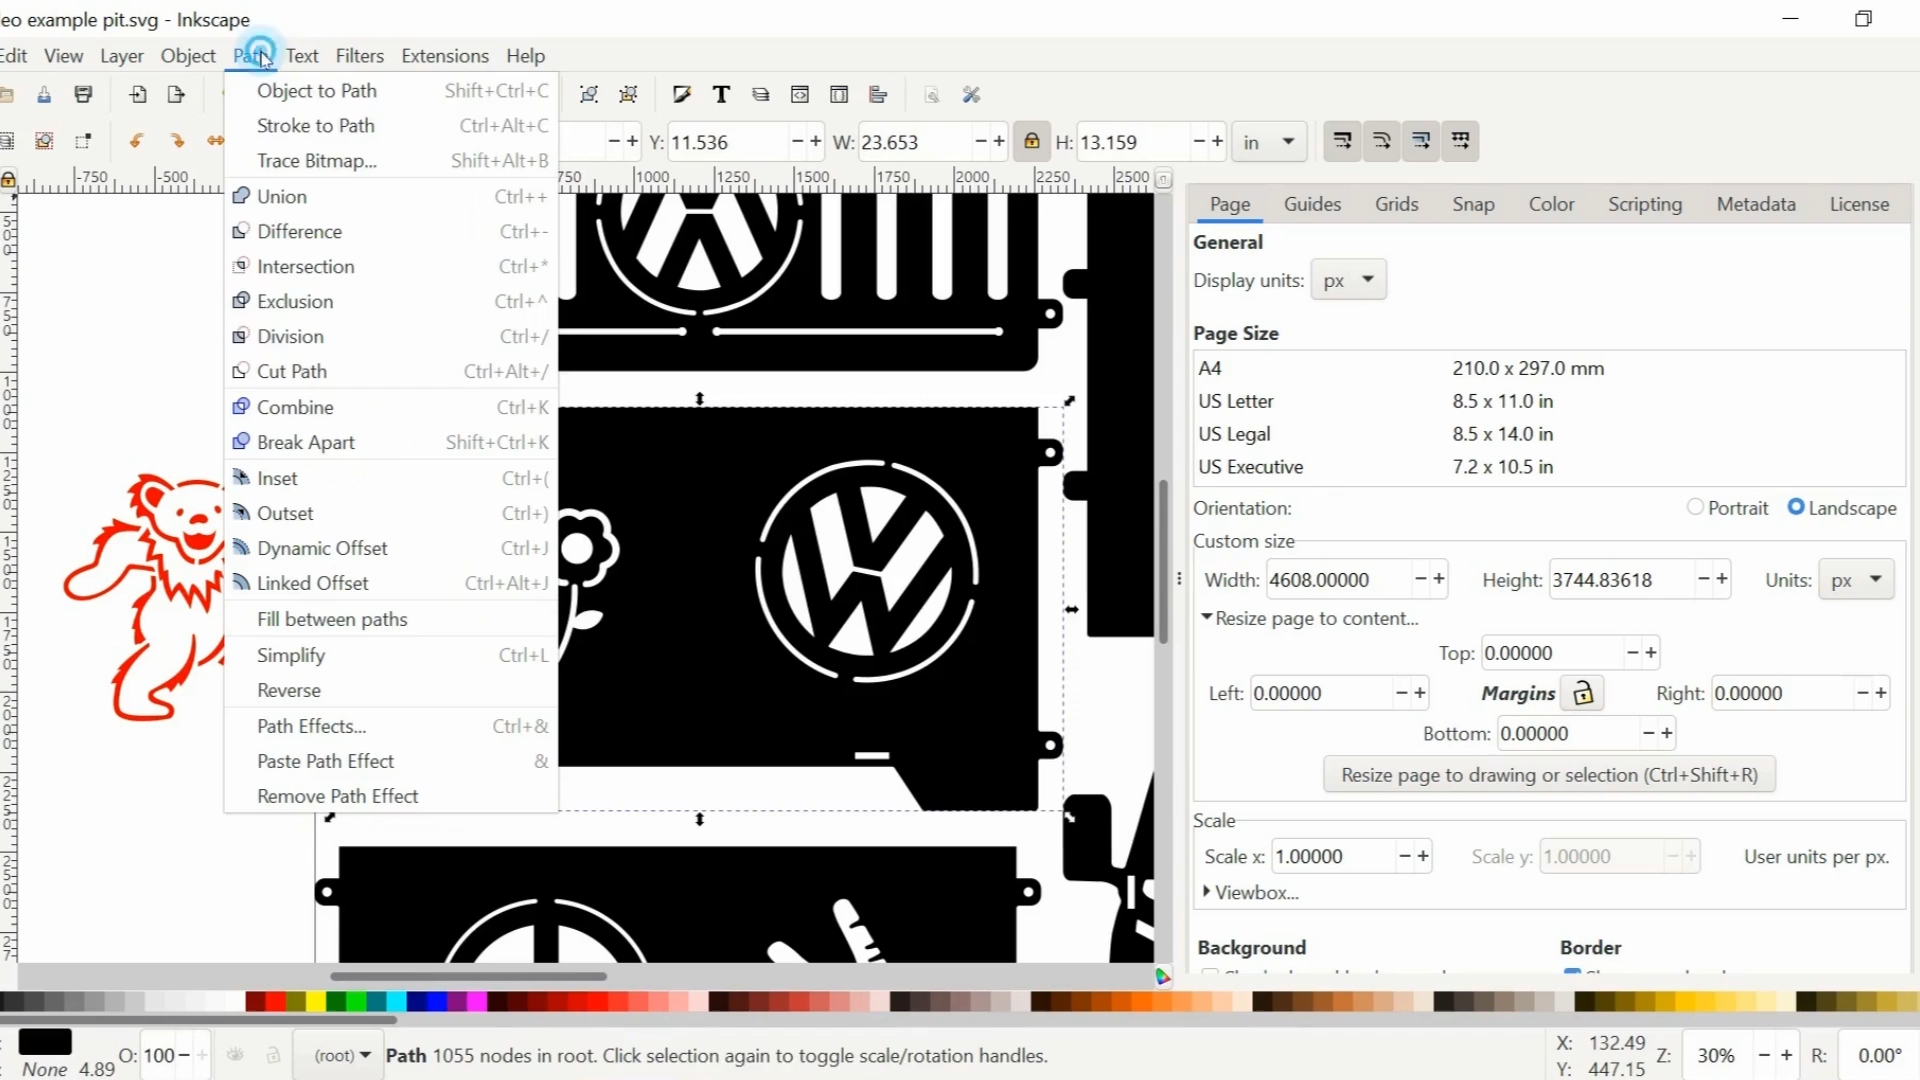 eo example pit.svg - Inkscape
Edit View Layer Object Path Text Filters Extensions Help
Y: 11.536 W: 23.653 H: 13.159 in
-750 -500 750 1000 1250 1500 1750 2000 2250 2500
Object to Path Shift+Ctrl+C
Stroke to Path Ctrl+Alt+C
Trace Bitmap... Shift+Alt+B
Union Ctrl++
Difference Ctrl+-
Intersection Ctrl+*
Exclusion Ctrl+^
Division Ctrl+/
Cut Path Ctrl+Alt+/
Combine Ctrl+K
Break Apart Shift+Ctrl+K
Inset Ctrl+(
Outset Ctrl+)
Dynamic Offset Ctrl+J
Linked Offset Ctrl+Alt+J
Fill between paths
Simplify Ctrl+L
Reverse
Path Effects... Ctrl+&
Paste Path Effect &
Remove Path Effect
Page Guides Grids Snap Color Scripting Metadata License
General
Display units: px
Page Size
A4 210.0 x 297.0 mm
US Letter 8.5 x 11.0 in
US Legal 8.5 x 14.0 in
US Executive 7.2 x 10.5 in
Orientation: Portrait Landscape
Custom size
Width: 4608.00000 Height: 3744.83618 Units: px
Resize page to content...
Top: 0.00000
Left: 0.00000 Margins Right: 0.00000
Bottom: 0.00000
Resize page to drawing or selection (Ctrl+Shift+R)
Scale
Scale x: 1.00000 Scale y: 1.00000 User units per px.
Viewbox...
Background Border
None 4.89 O: 100 (root) Path 1055 nodes in root. Click selection again to toggle scale/rotation handles.
X: 132.49
Y: 447.15
Z: 30% R: 0.00°